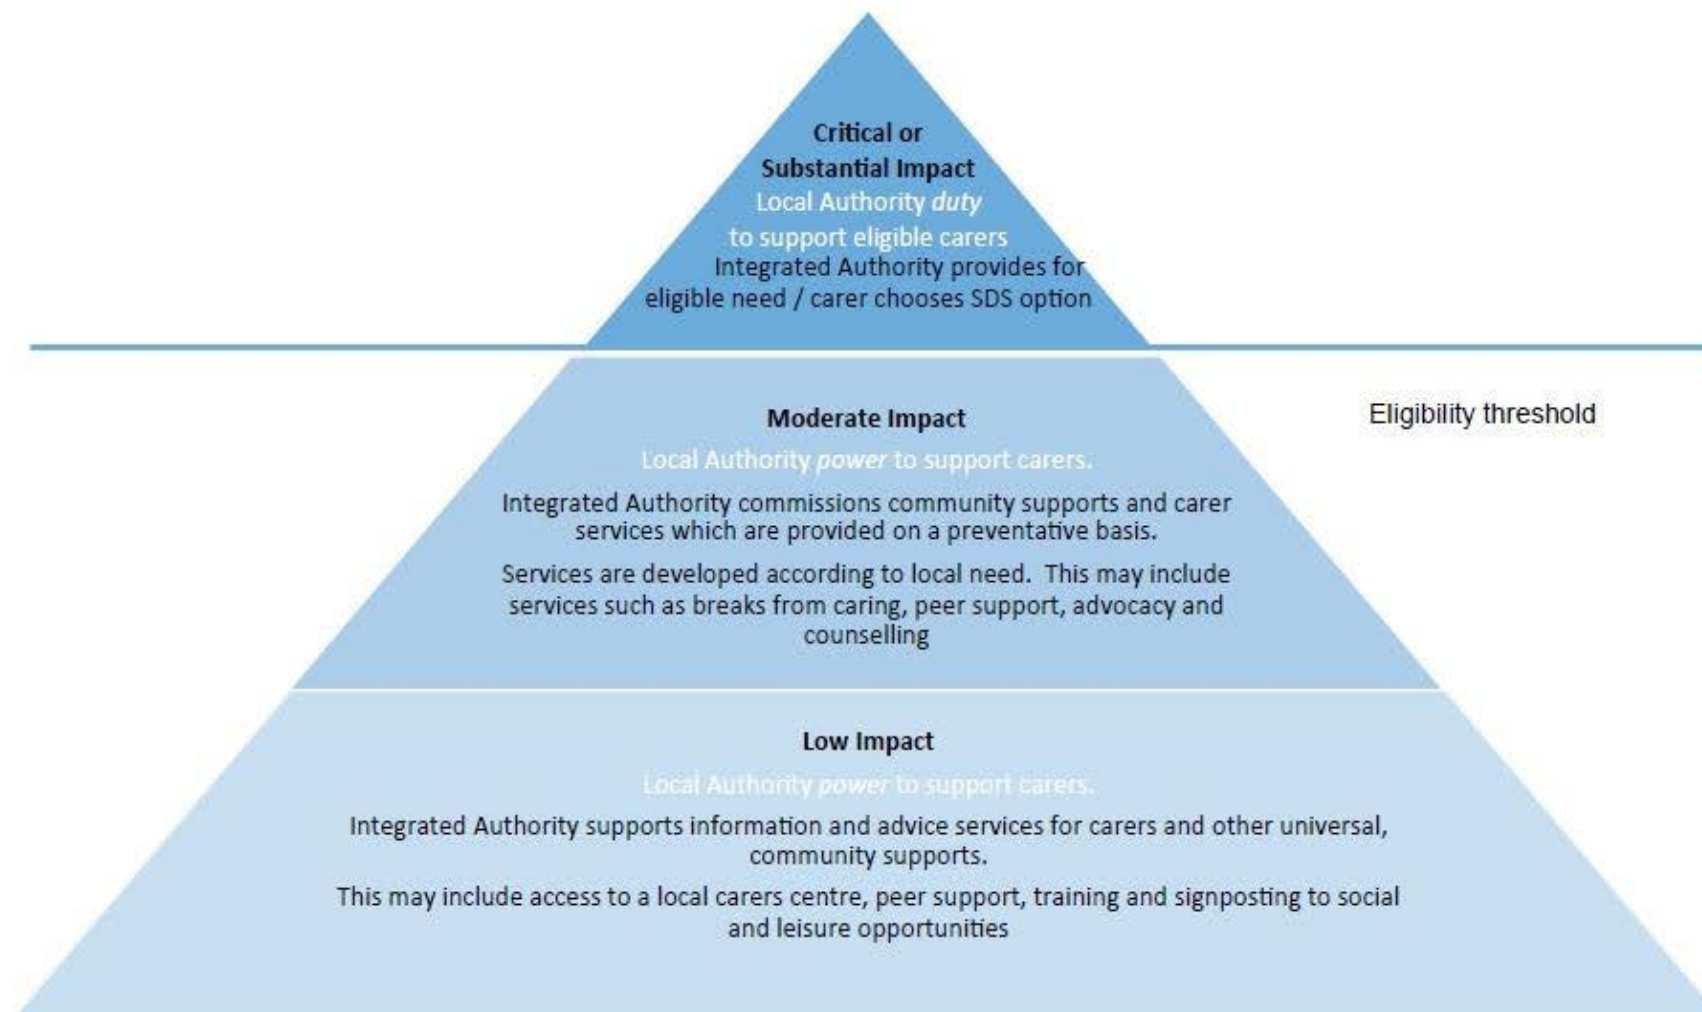 Critical or
Substantial Impact
Local Authority duty
to support eligible carers
Integrated Authority provides for
eligible need / carer chooses SDS option
Eligibility threshold
Moderate Impact
Local Authority power to support carers.
Integrated Authority commissions community supports and carer
services which are provided on a preventative basis.
Services are developed according to local need.  This may include
services such as breaks from caring, peer support, advocacy and
counselling
Low Impact
Local Authority power to support carers.
Integrated Authority supports information and advice services for carers and other universal,
community supports.
This may include access to a local carers centre, peer support, training and signposting to social
and leisure opportunities